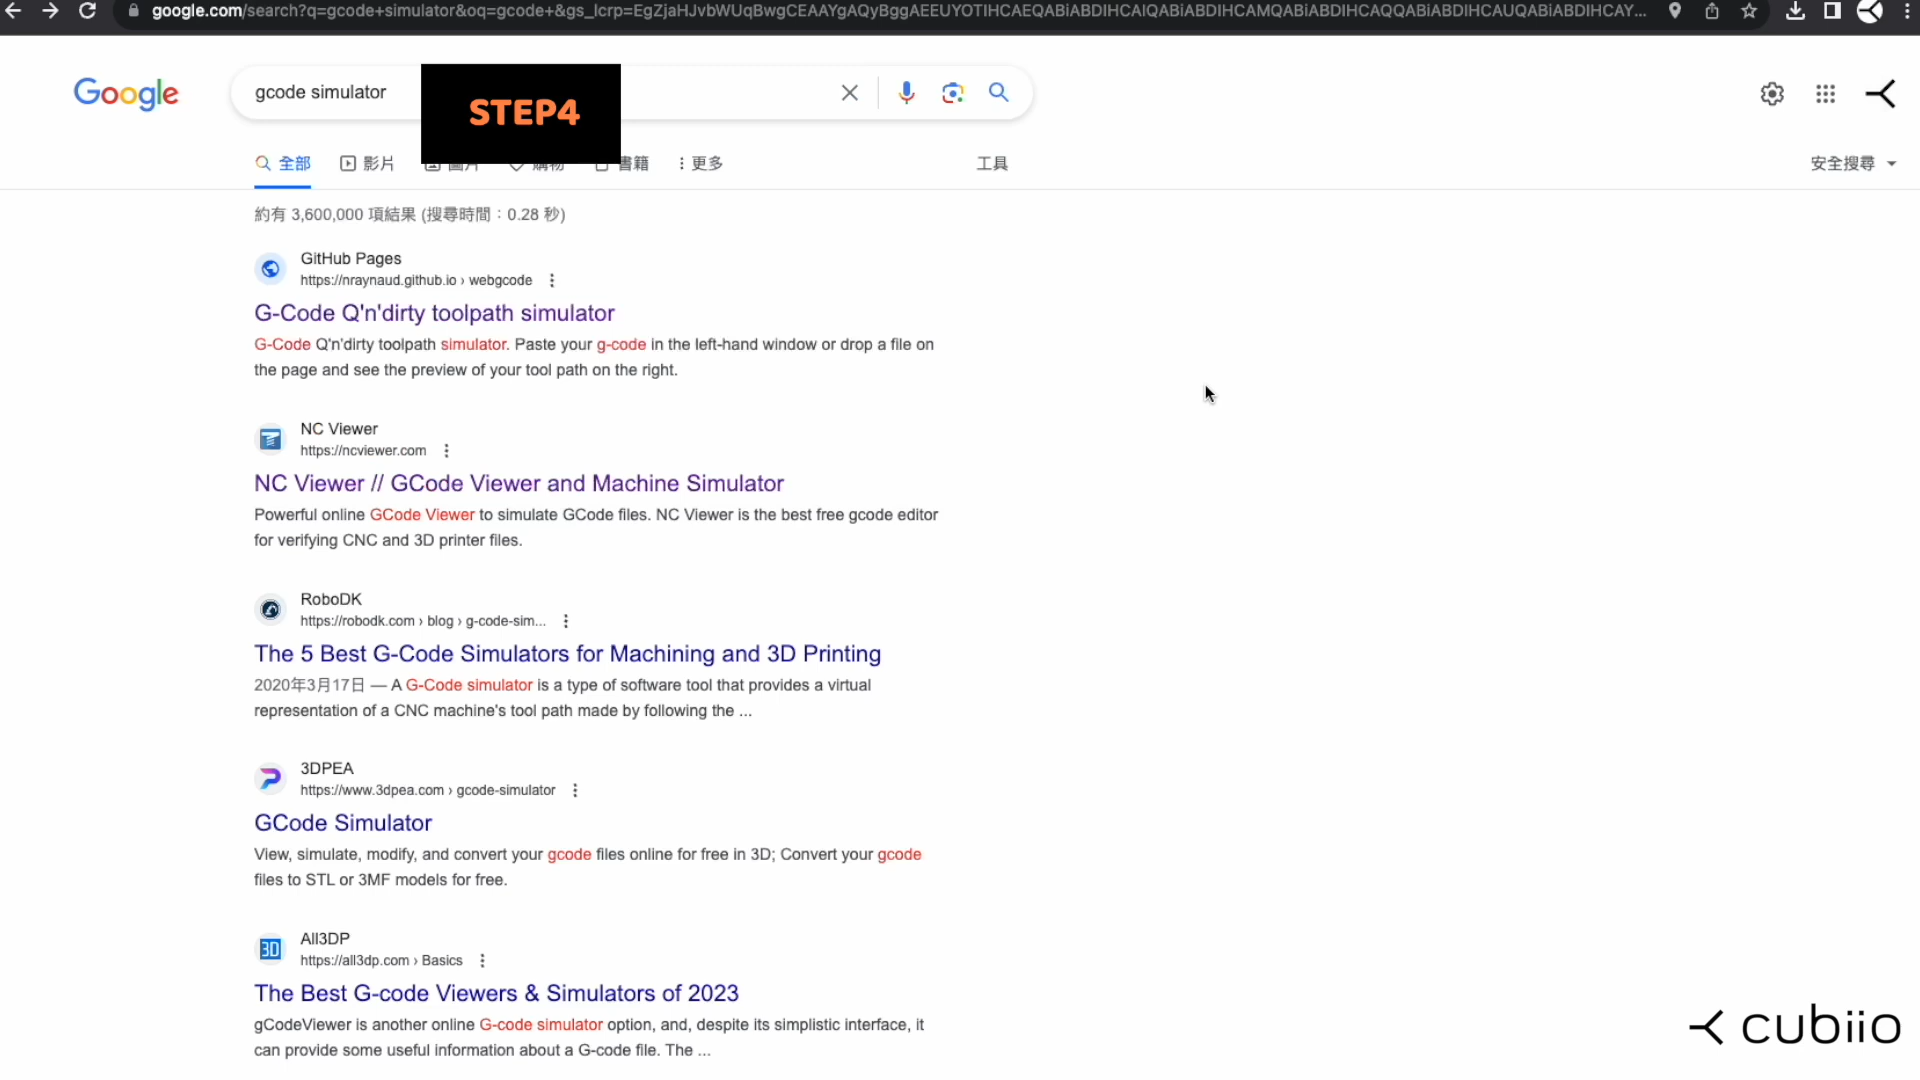 google.com/search?q=gcode+simulator&oq=gcode+&gs_lcrp=EgZjaHJvbWUqBwgCEAAYgAQyBggAEEUYOTIHCAEQABiABDIHCAIQABiABDIHCAMQABiABDIHCAQQABiABDIHCAUQABiABDIHCAY...
Google
gcode simulator
STEP4
全部
影片
圖片
購物
書籍
更多
工具
安全搜尋
約有 3,600,000 項結果 (搜尋時間：0.28 秒)
GitHub Pages
https://nraynaud.github.io › webgcode
G-Code Q'n'dirty toolpath simulator
G-Code Q'n'dirty toolpath simulator. Paste your g-code in the left-hand window or drop a file on
the page and see the preview of your tool path on the right.
NC Viewer
https://ncviewer.com
NC Viewer // GCode Viewer and Machine Simulator
Powerful online GCode Viewer to simulate GCode files. NC Viewer is the best free gcode editor
for verifying CNC and 3D printer files.
RoboDK
https://robodk.com › blog › g-code-sim...
The 5 Best G-Code Simulators for Machining and 3D Printing
2020年3月17日 — A G-Code simulator is a type of software tool that provides a virtual
representation of a CNC machine's tool path made by following the ...
3DPEA
https://www.3dpea.com › gcode-simulator
GCode Simulator
View, simulate, modify, and convert your gcode files online for free in 3D; Convert your gcode
files to STL or 3MF models for free.
3D
All3DP
https://all3dp.com › Basics
The Best G-code Viewers & Simulators of 2023
gCodeViewer is another online G-code simulator option, and, despite its simplistic interface, it
can provide some useful information about a G-code file. The ...
cubiio